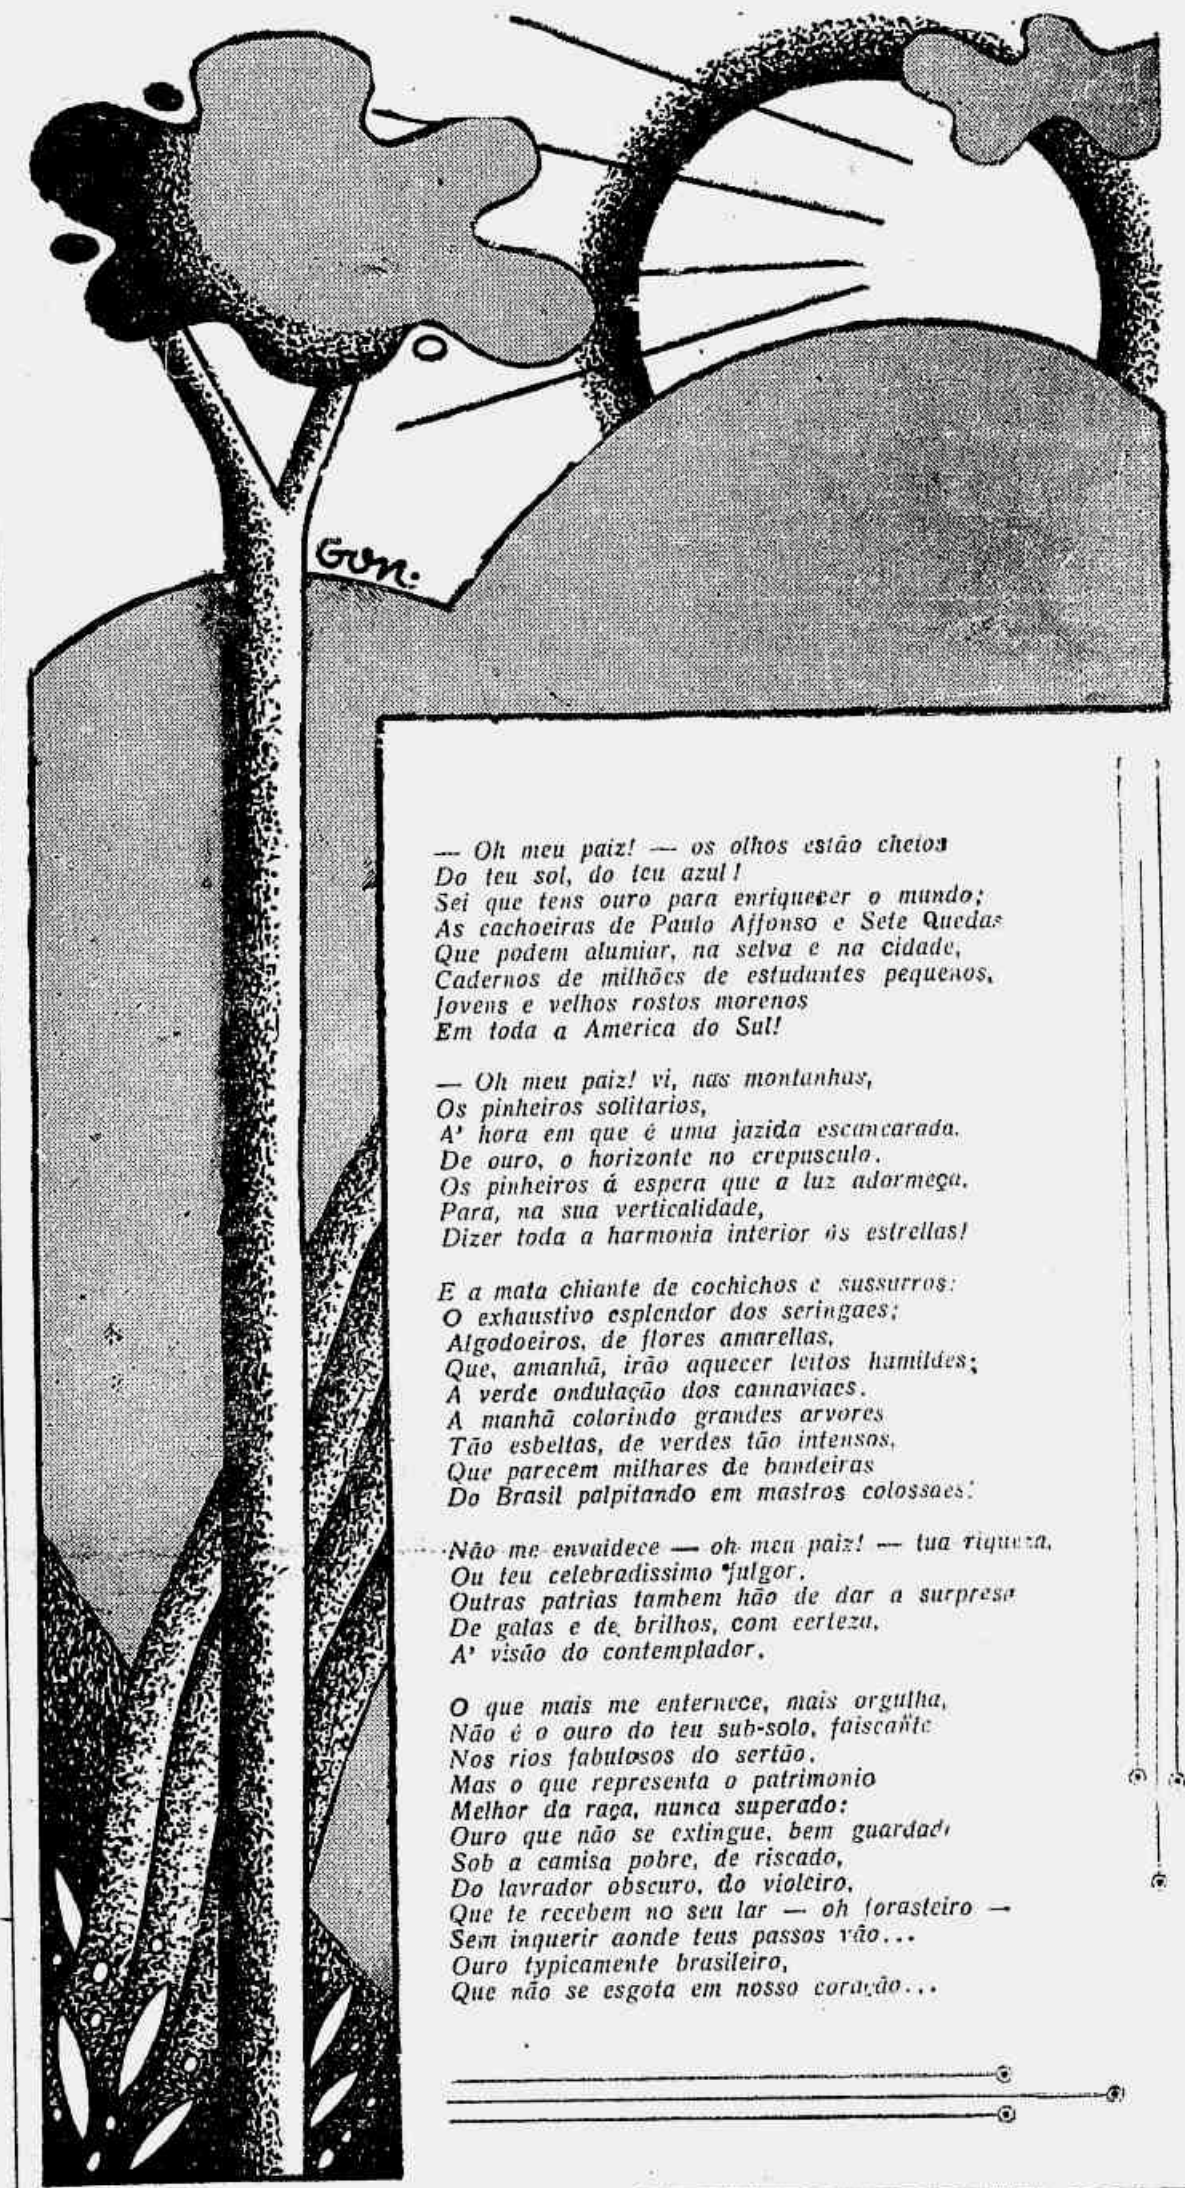 Gon.
— Oh meu paiz! — os olhos estão cheios
Do teu sol, do teu azul!
Sei que tens ouro para enriquecer o mundo;
As cachoeiras de Paulo Affonso e Sete Quedas
Que podem alumiar, na selva e na cidade,
Cadernos de milhões de estudantes pequenos,
Jovens e velhos rostos morenos
Em toda a America do Sul!
— Oh meu paiz! vi, nas montanhas,
Os pinheiros solitarios,
A' hora em que é uma jazida escancarada.
De ouro, o horizonte no crepusculo.
Os pinheiros á espera que a luz adormeça.
Para, na sua verticalidade,
Dizer toda a harmonia interior ás estrellas!
E a mata chiante de cochichos e sussurros:
O exhaustivo esplendor dos seringaes;
Algodoeiros, de flores amarellas,
Que, amanhã, irão aquecer leitos humildes;
A verde ondulação dos cannaviaes.
A manhã colorindo grandes arvores
Tão esbeltas, de verdes tão intensos,
Que parecem milhares de bandeiras
Do Brasil palpitando em mastros colossaes!
Não me envaidece — oh meu paiz! — tua riqueza,
Ou teu celebradissimo fulgor.
Outras patrias tambem hão de dar a surpresa
De galas e de brilhos, com certeza,
A' visão do contemplador.
O que mais me enternece, mais orgulha,
Não é o ouro do teu sub-solo, faiscante
Nos rios fabulosos do sertão.
Mas o que representa o patrimonio
Melhor da raça, nunca superado:
Ouro que não se extingue, bem guardado
Sob a camisa pobre, de riscado,
Do lavrador obscuro, do violeiro,
Que te recebem no seu lar — oh forasteiro —
Sem inquerir aonde teus passos vão...
Ouro typicamente brasileiro,
Que não se esgota em nosso coração...